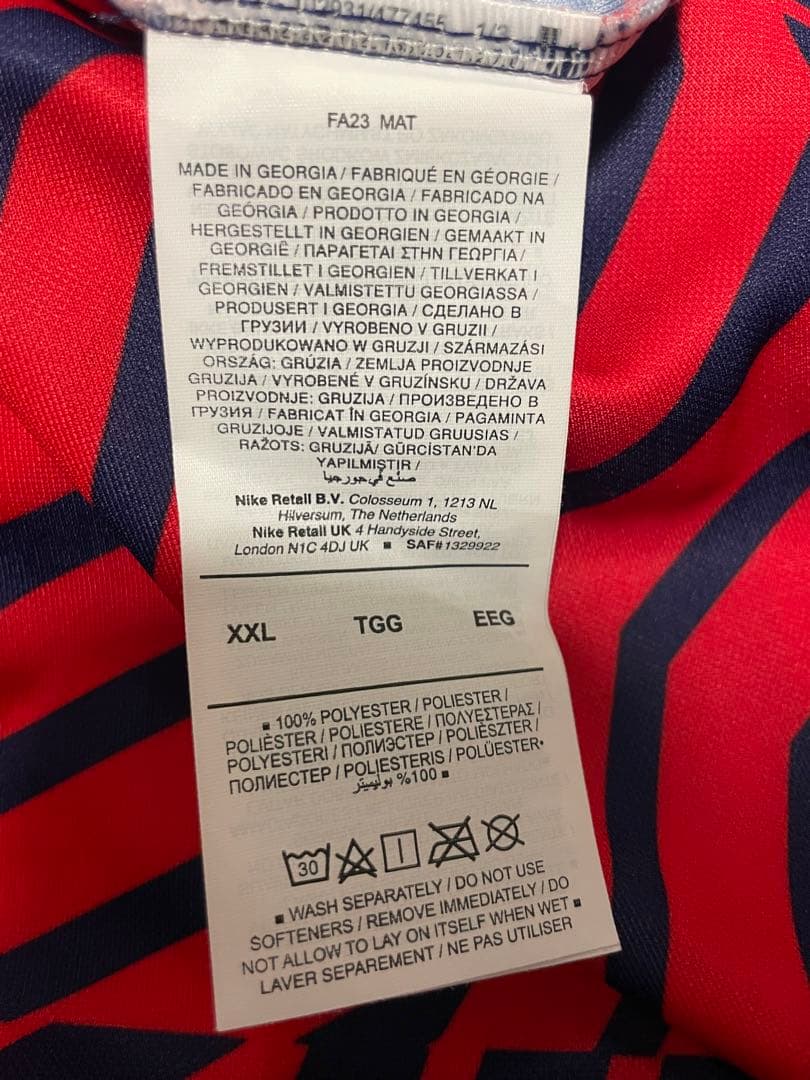 1/2
FA23 MAT
MADE IN GEORGIA / FABRIQUÉ EN GÉORGIE /
FABRICADO EN GEORGIA / FABRICADO NA
GEÓRGIA / PRODOTTO IN GEORGIA /
HERGESTELLT IN GEORGIEN / GEMAAKT IN
GEORGIË / ΠΑΡΑΓΕΤΑΙ ΣΤΗΝ ΓΕΩΡΓΙΑ /
FREMSTILLET I GEORGIEN / TILLVERKAT I
GEORGIEN / VALMISTETTU GEORGIASSA /
PRODUSERT I GEORGIA / СДЕЛАНО В
ГРУЗИИ / VYROBENO V GRUZII /
WYPRODUKOWANO W GRUZJI / SZÁRMAZÁSI
ORSZÁG: GRÚZIA / ZEMLJA PROIZVODNJE
GRUZIJA / VYROBENÉ V GRUZÍNSKU / DRŽAVA
PROIZVODNJE: GRUZIJA / ПРОИЗВЕДЕНО В
ГРУЗИЯ / FABRICAT ÎN GEORGIA / PAGAMINTA
GRUZIJOJE / VALMISTATUD GRUUSIAS /
RAŽOTS: GRUZIJĀ/ GÜRCİSTAN'DA
YAPILMIŞTIR /
صنع في جورجيا
Nike Retail B.V. Colosseum 1, 1213 NL
Hilversum, The Netherlands
Nike Retail UK 4 Handyside Street,
London N1C 4DJ UK ■ SAF#1329922
XXL TGG EEG
■ 100% POLYESTER / POLIESTER /
POLIÈSTER / POLIESTERE / ΠΟΛΥΕΣΤΕΡΑΣ /
POLYESTERI / ПОЛИЭСТЕР / POLIÉSZTER /
ПОЛИЕСТЕР / POLIESTERIS / POLÜESTER•
100% بوليستر ■
30
■ WASH SEPARATELY / DO NOT USE
SOFTENERS / REMOVE IMMEDIATELY / DO
NOT ALLOW TO LAY ON ITSELF WHEN WET ■
LAVER SEPAREMENT / NE PAS UTILISER